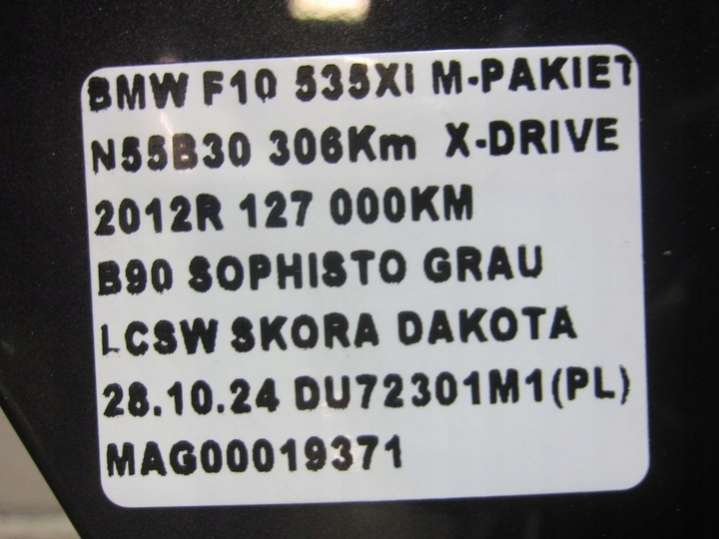 BMW F10 535XI M-PAKIET
N55B30 306Km X-DRIVE
2012R 127 000KM
B90 SOPHISTO GRAU
LCSW SKORA DAKOTA
28.10.24 DU72301M1(PL)
MAG00019371